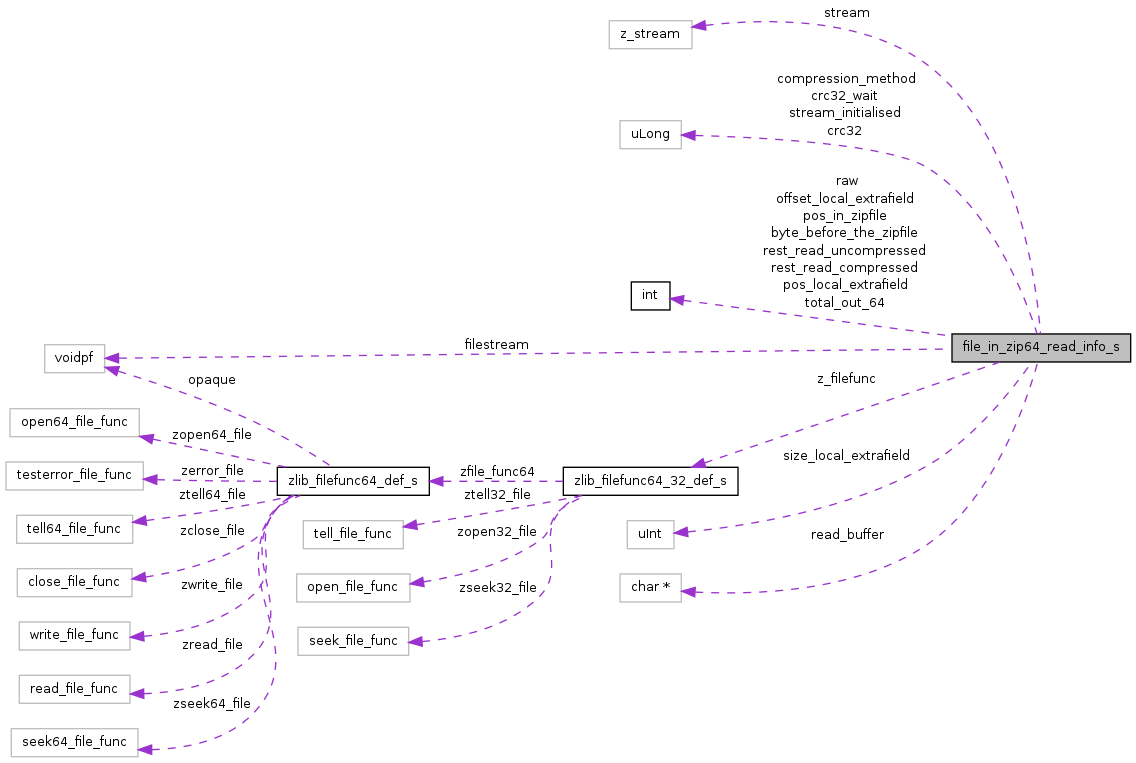 stream
z_stream
compression_method
crc32_wait
stream_initialised
crc32
uLong
raw
offset_local_extrafield
pos_in_zipfile
byte_before_the_zipfile
rest_read_uncompressed
rest_read_compressed
pos_local_extrafield
total_out_64
int
file_in_zip64_read_info_s
filestream
voidpf
opaque
z_filefunc
open64_file_func
zopen64_file
size_local_extrafield
testerror_file_func
zerror_file
zlib_filefunc64_def_s
zfile_func64
zlib_filefunc64_32_def_s
ztell64_file
ztell32_file
tell64_file_func
zclose_file
tell_file_func
zopen32_file
uInt
read_buffer
close_file_func
zwrite_file
open_file_func
zseek32_file
char *
write_file_func
zread_file
seek_file_func
read_file_func
zseek64_file
seek64_file_func